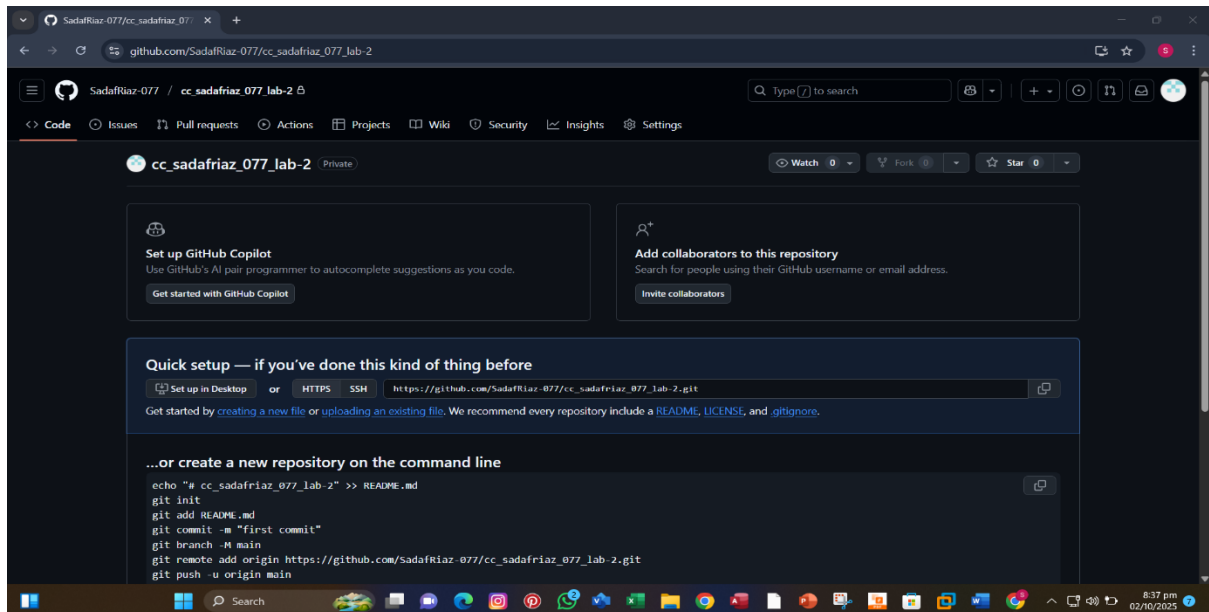 SadafRiaz-077/cc_sadafriaz_077
github.com/SadafRiaz-077/cc_sadafriaz_077_lab-2
S
SadafRiaz-077 / cc_sadafriaz_077_lab-2
Type / to search
Code Issues Pull requests Actions Projects Wiki Security Insights Settings
cc_sadafriaz_077_lab-2 Private
Watch 0 Fork 0 Star 0
Set up GitHub Copilot
Use GitHub's AI pair programmer to autocomplete suggestions as you code.
Get started with GitHub Copilot
Add collaborators to this repository
Search for people using their GitHub username or email address.
Invite collaborators
Quick setup — if you've done this kind of thing before
Set up in Desktop or HTTPS SSH https://github.com/SadafRiaz-077/cc_sadafriaz_077_lab-2.git
Get started by creating a new file or uploading an existing file. We recommend every repository include a README, LICENSE, and .gitignore.
...or create a new repository on the command line
echo "# cc_sadafriaz_077_lab-2" >> README.md
git init
git add README.md
git commit -m "first commit"
git branch -M main
git remote add origin https://github.com/SadafRiaz-077/cc_sadafriaz_077_lab-2.git
git push -u origin main
Search
2
8:37 pm
02/10/2025
7